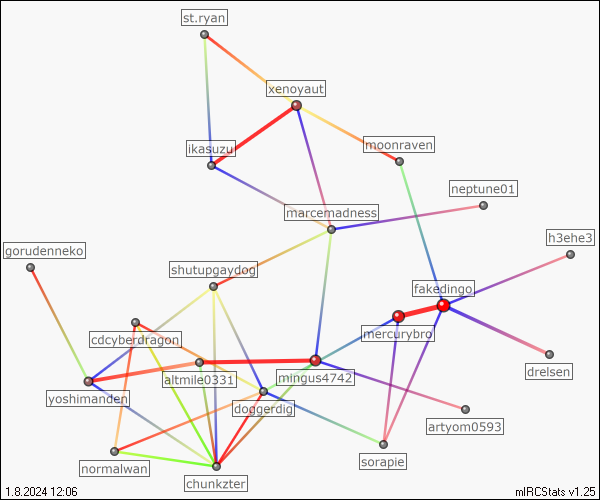 st.ryan
xenoyaut
ikasuzu
moonraven
neptune01
marcemadness
h3ehe3
gorudenneko
shutupgaydog
fakedingo
cdcyberdragon
mercurybro
altmile0331
mingus4742
drelsen
yoshimanden
doggerdig
artyom0593
normalwan
sorapie
chunkzter
1.8.2024 12:06
mIRCStats v1.25